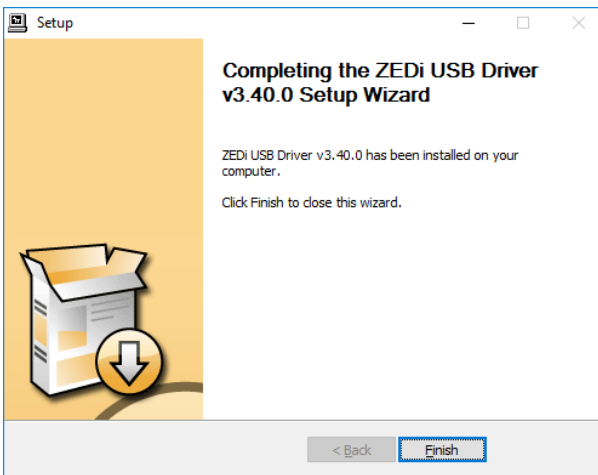 Setup
Completing the ZEDi USB Driver
v3.40.0 Setup Wizard
ZEDi USB Driver v3.40.0 has been installed on your
computer.
Click Finish to close this wizard.
< Back
Finish